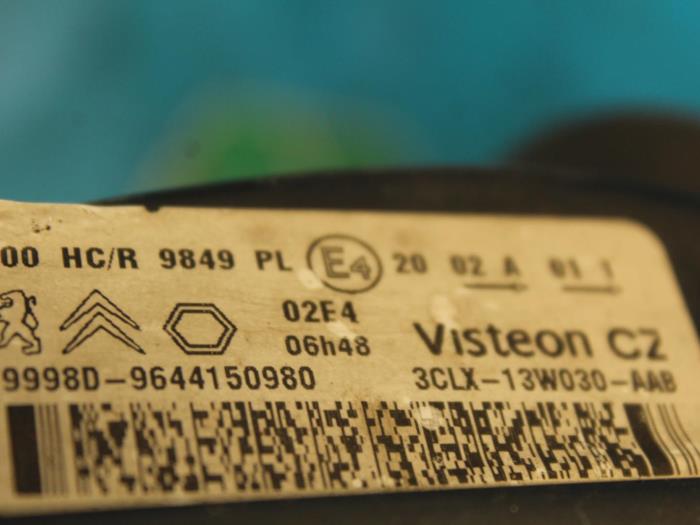 00 HC/R 9849 PL E4 20 02 A 01 1
02E4
06h48
Visteon CZ
9998D-9644150980
3CLX-13W030-AAB